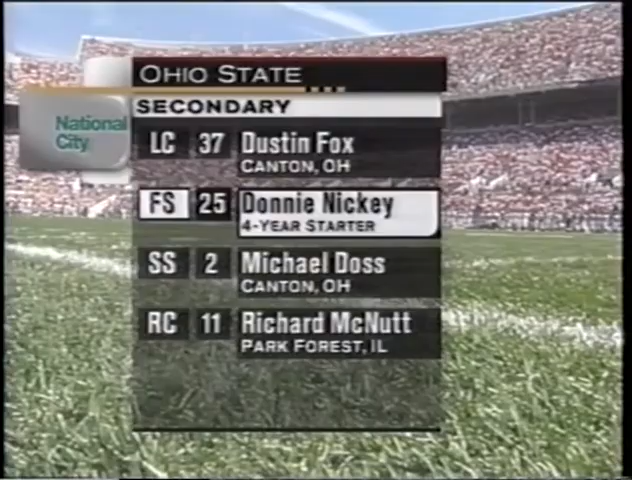 OHIO STATE
SECONDARY
National
City
LC 37 Dustin Fox
CANTON, OH
FS 25 Donnie Nickey
4-YEAR STARTER
SS 2 Michael Doss
CANTON, OH
RC 11 Richard McNutt
PARK FOREST, IL